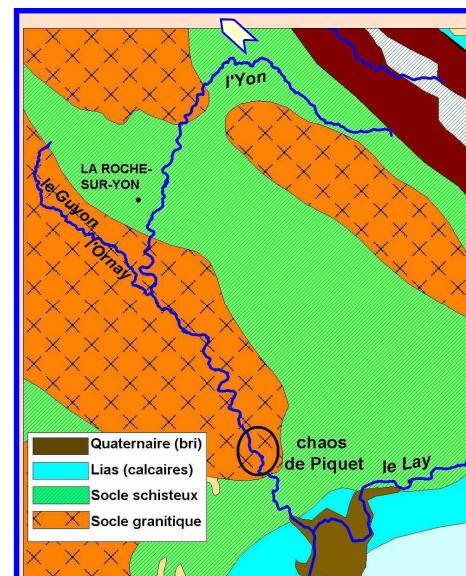 l'Yon
LA ROCHE-
SUR-YON
le Guyon
l'Ornay
chaos
de Piquet
le Lay
Quaternaire (bri)
Lias (calcaires)
Socle schisteux
Socle granitique